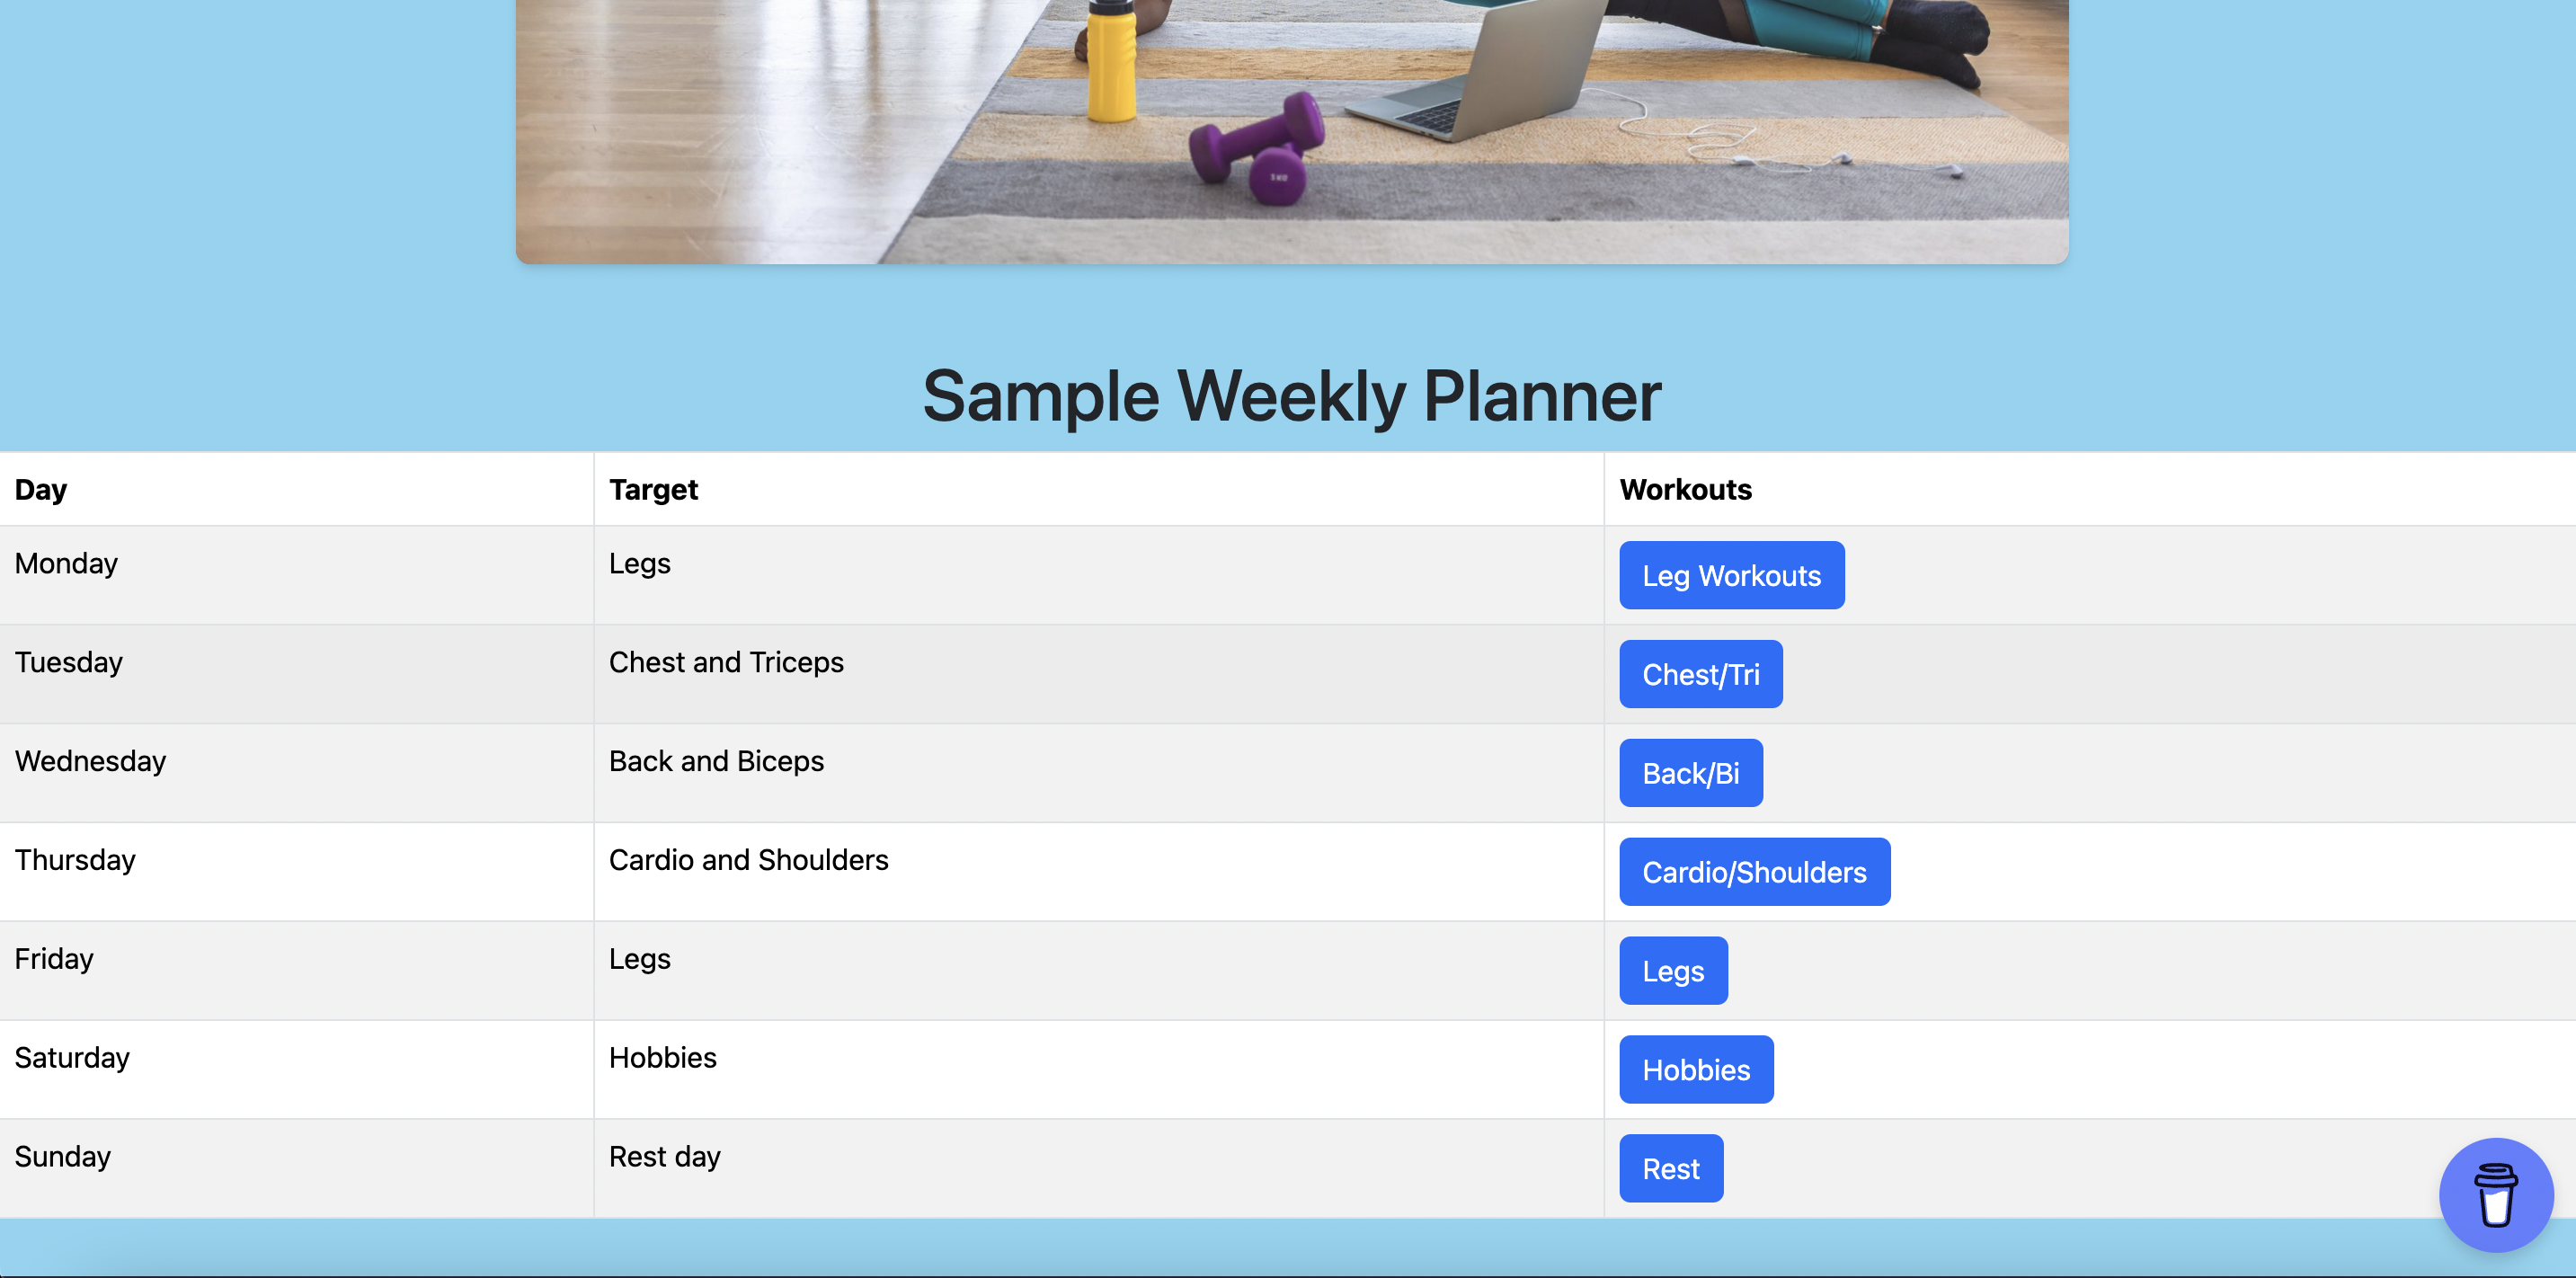 3 KG
Sample Weekly Planner
Day Target Workouts
Monday Legs Leg Workouts
Tuesday Chest and Triceps Chest/Tri
Wednesday Back and Biceps Back/Bi
Thursday Cardio and Shoulders Cardio/Shoulders
Friday Legs Legs
Saturday Hobbies Hobbies
Sunday Rest day Rest